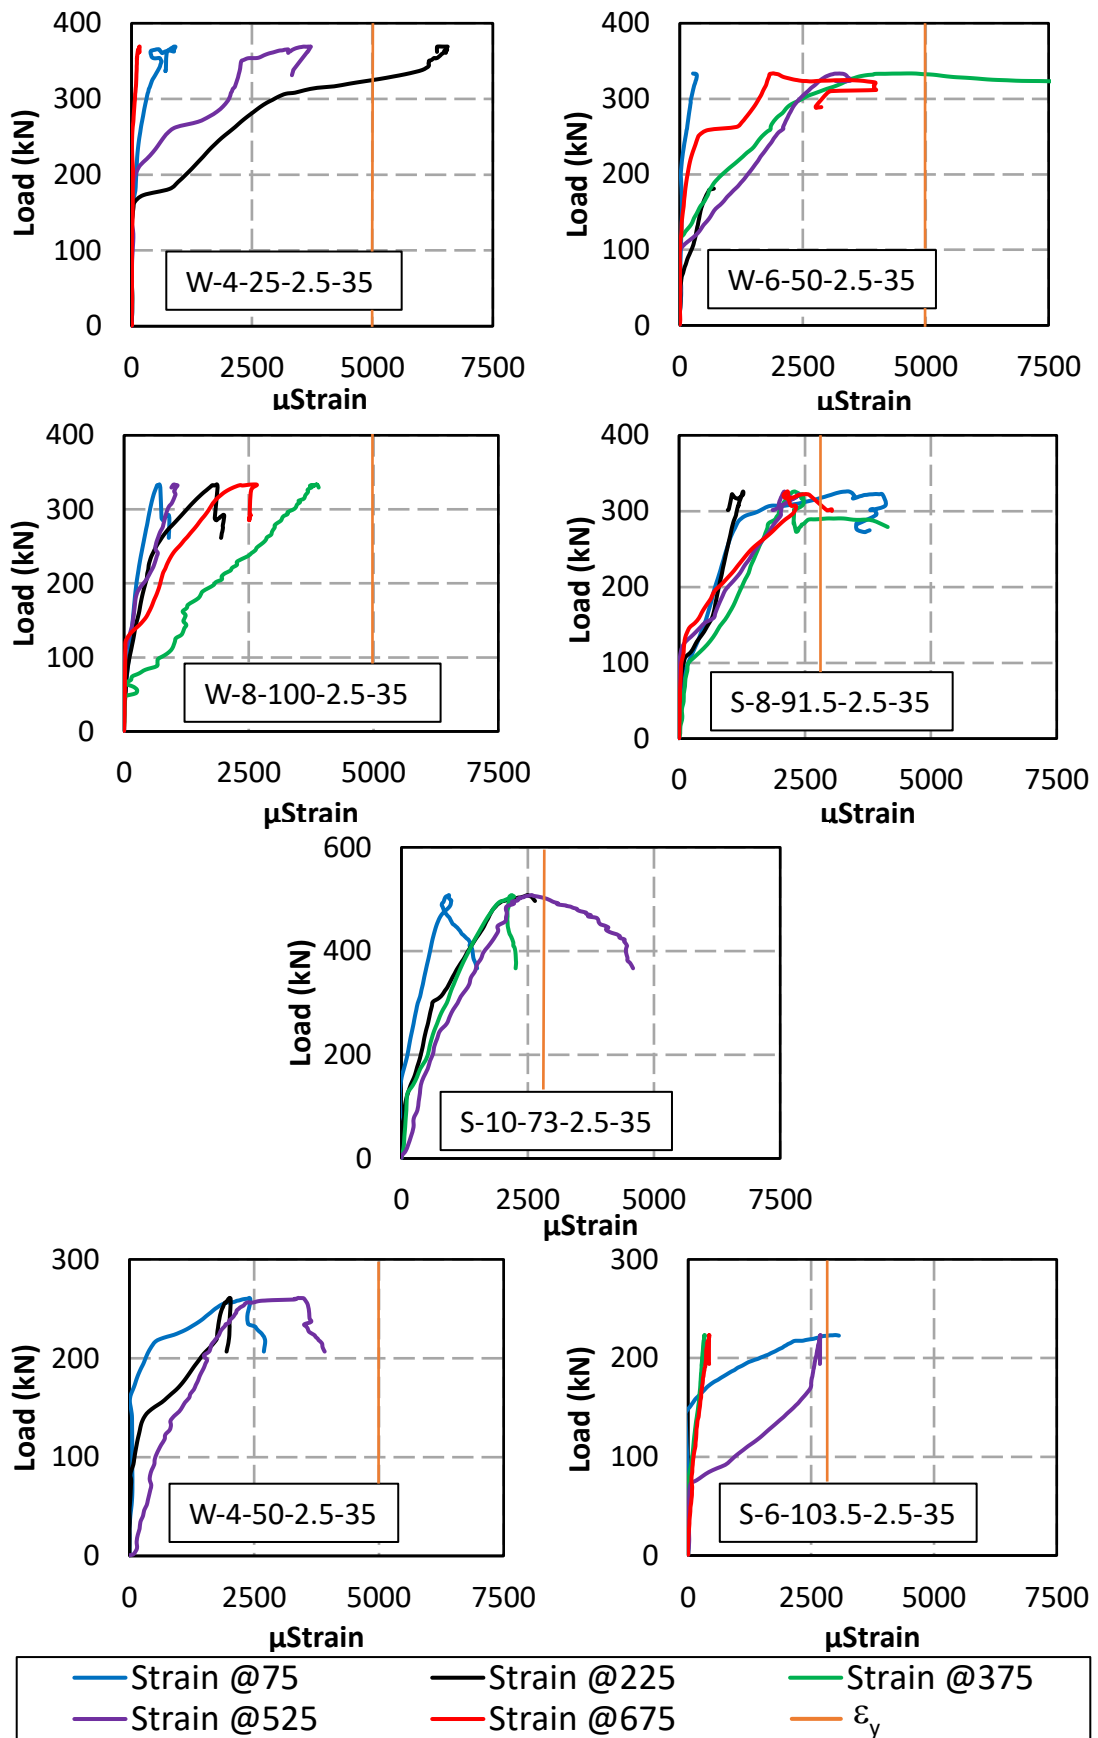 400
300
200
100
0
Load (kN)
W-4-25-2.5-35
0 2500 5000 7500
µStrain
400
300
200
100
0
Load (kN)
W-6-50-2.5-35
0 2500 5000 7500
µStrain
400
300
200
100
0
Load (kN)
W-8-100-2.5-35
0 2500 5000 7500
µStrain
400
300
200
100
0
Load (kN)
S-8-91.5-2.5-35
0 2500 5000 7500
µStrain
600
400
200
0
Load (kN)
S-10-73-2.5-35
0 2500 5000 7500
µStrain
300
200
100
0
Load (kN)
W-4-50-2.5-35
0 2500 5000 7500
µStrain
300
200
100
0
Load (kN)
S-6-103.5-2.5-35
0 2500 5000 7500
µStrain
Strain @75 Strain @225 Strain @375
Strain @525 Strain @675 εy